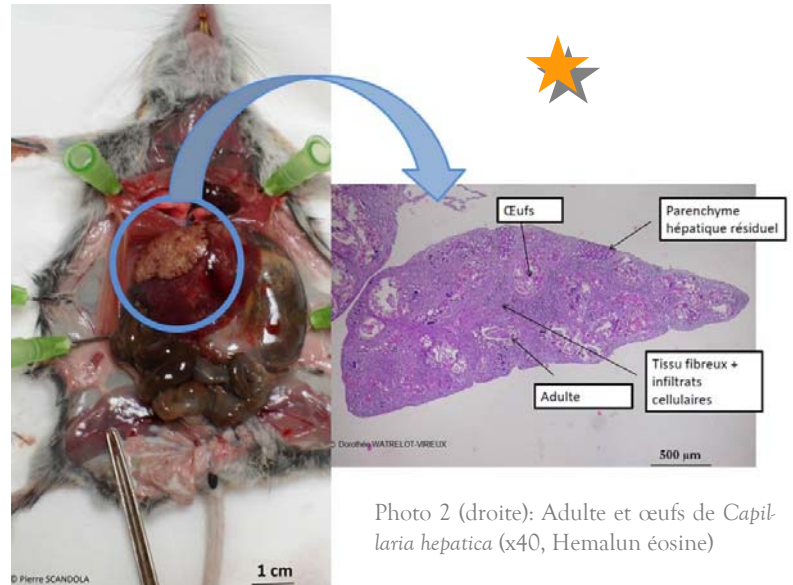 Œufs
Parenchyme
hépatique résiduel
Adulte
Tissu fibreux +
infiltrats
cellulaires
© Dorothée WATRELOT-VIRIEUX
500 µm
Photo 2 (droite): Adulte et œufs de Capil-
laria hepatica (x40, Hemalun éosine)
© Pierre SCANDOLA
1 cm